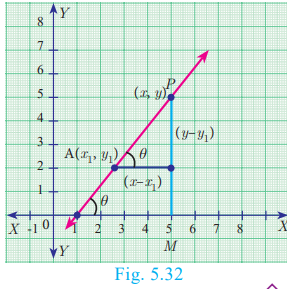 Y
8
7
6
P
(x, y)
5
4
(y–y₁)
3
A(x₁, y₁) θ
2
(x–x₁)
1
θ
X -1 0 1 2 3 4 5 6 7 8 X
Y M
Fig. 5.32